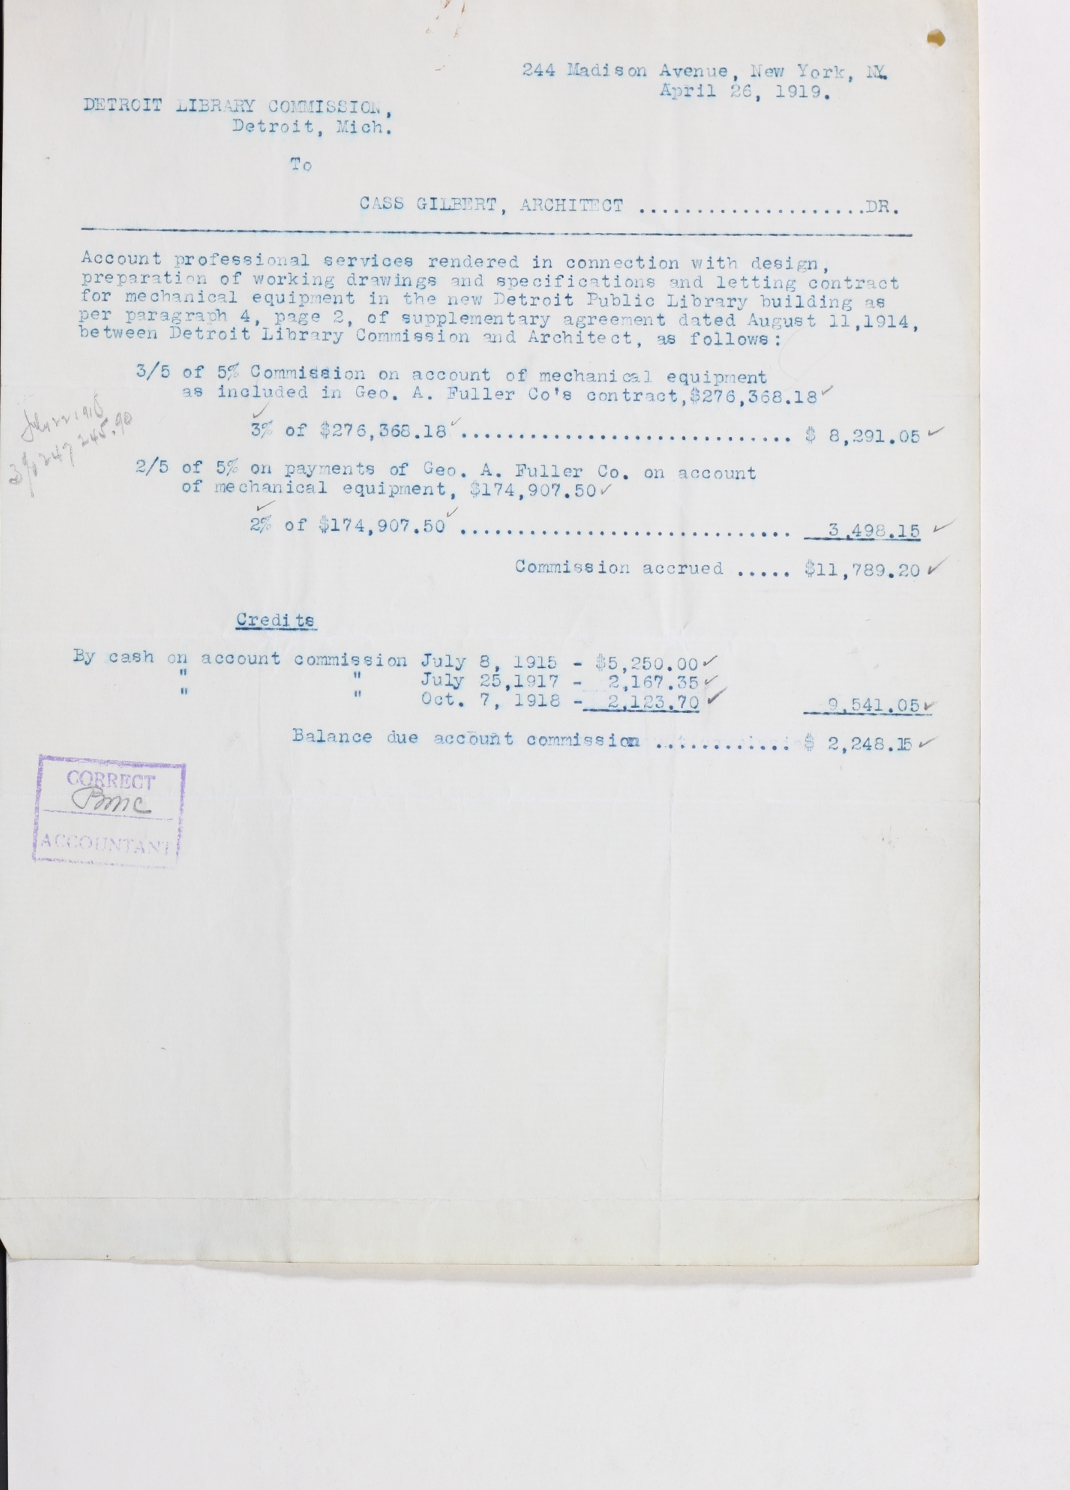 244 Madison Avenue, New York, NY.
April 26, 1919.
DETROIT LIBRARY COMMISSION,
Detroit, Mich.
To
CASS GILBERT, ARCHITECT ....................DR.
Account professional services rendered in connection with design,
preparation of working drawings and specifications and letting contract
for mechanical equipment in the new Detroit Public Library building as
per paragraph 4, page 2, of supplementary agreement dated August 11,1914,
between Detroit Library Commission and Architect, as follows:
3/5 of 5% Commission on account of mechanical equipment
as included in Geo. A. Fuller Co's contract,$276,368.18✓
3% of $276,368.18✓............................. $ 8,291.05✓
3% 247245.90
2/5 of 5% on payments of Geo. A. Fuller Co. on account
of mechanical equipment, $174,907.50✓
2% of $174,907.50✓............................. 3,498.15✓
Commission accrued ..... $11,789.20✓
Credits
By cash on account commission July 8, 1915 - $5,250.00✓
" " July 25,1917 - 2,167.35✓
" " Oct. 7, 1918 - 2,123.70✓ 9,541.05✓
Balance due account commission ............ $ 2,248.15✓
CORRECT
BMC
ACCOUNTANT